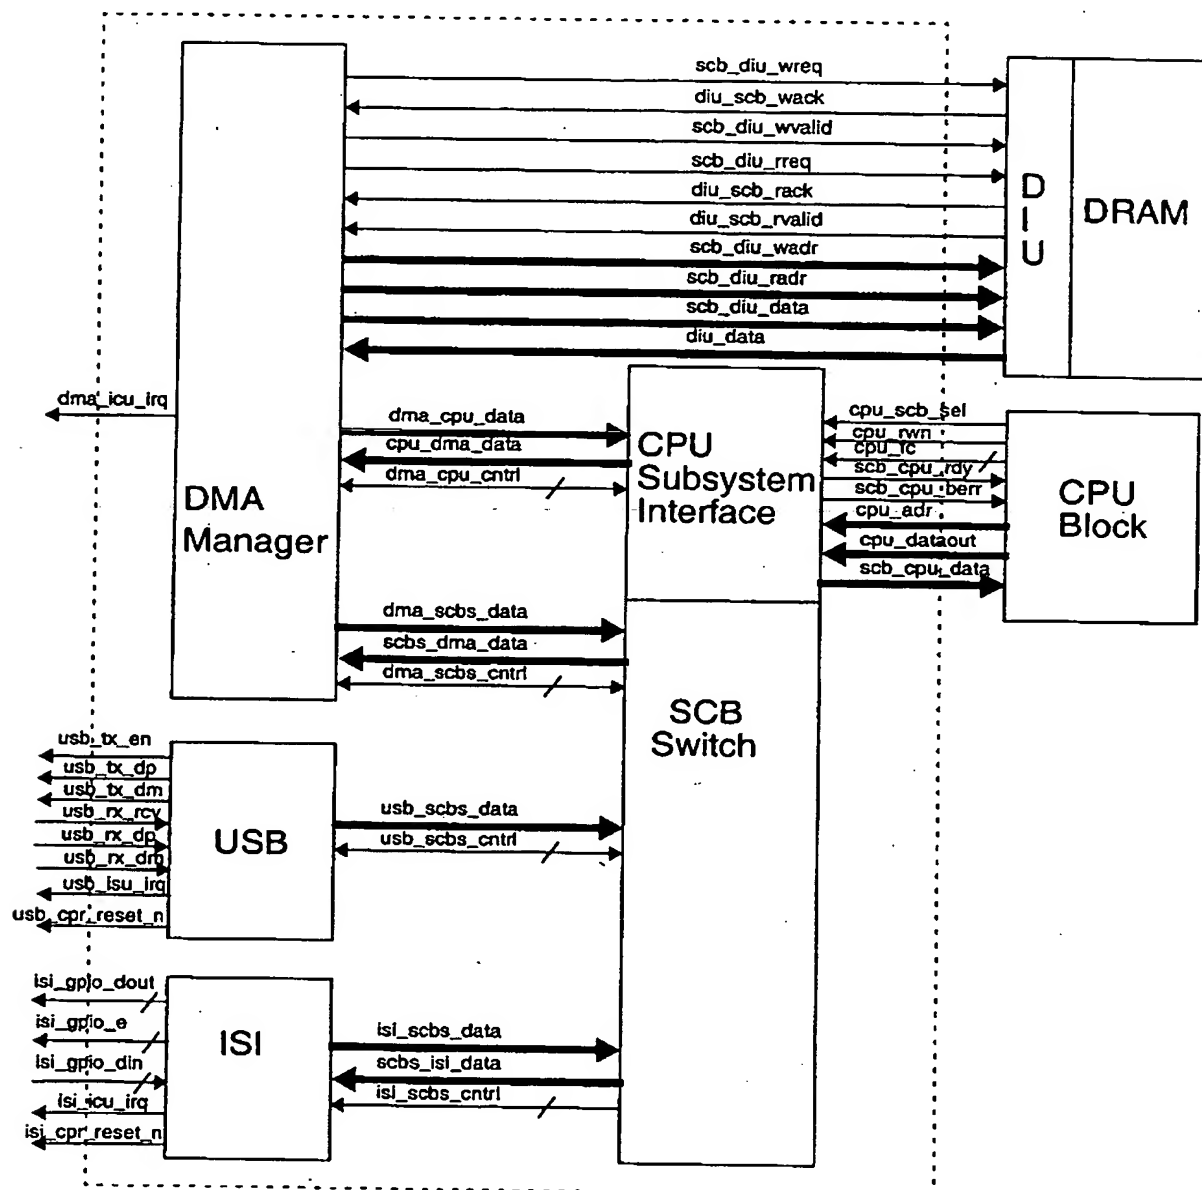 scb_diu_wreq
diu_scb_wack
scb_diu_wvalid
scb_diu_rreq
diu_scb_rack
diu_scb_rvalid
scb_diu_wadr
scb_diu_radr
scb_diu_data
diu_data
D
I
U
DRAM
dma_icu_irq
DMA
Manager
dma_cpu_data
cpu_dma_data
dma_cpu_cntrl
CPU
Subsystem
Interface
cpu_scb_sel
cpu_rwn
cpu_rc
scb_cpu_rdy
scb_cpu_berr
cpu_adr
cpu_dataout
scb_cpu_data
CPU
Block
dma_scbs_data
scbs_dma_data
dma_scbs_cntrl
SCB
Switch
usb_tx_en
usb_tx_dp
usb_tx_dm
usb_rx_rcv
usb_rx_dp
usb_rx_dm
usb_isu_irq
usb_cpr_reset_n
USB
usb_scbs_data
usb_scbs_cntrl
isi_gpio_dout
isi_gpio_e
isi_gpio_din
isi_icu_irq
isi_cpr_reset_n
ISI
isi_scbs_data
scbs_isi_data
isi_scbs_cntrl